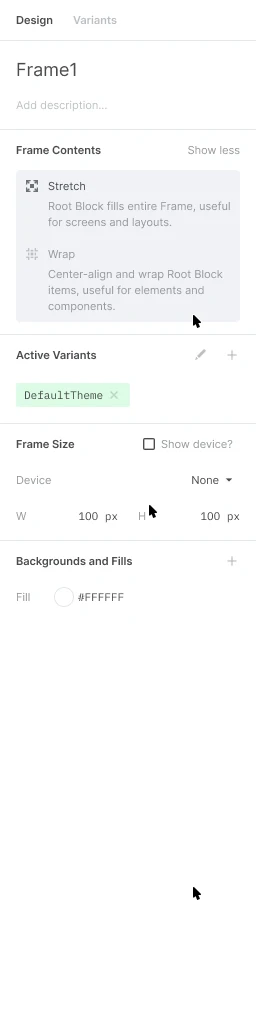 Design Variants
Frame1
Add description...
Frame Contents Show less
Stretch
Root Block fills entire Frame, useful
for screens and layouts.
Wrap
Center-align and wrap Root Block
items, useful for elements and
components.
Active Variants
DefaultTheme
Frame Size Show device?
Device None
W 100 px H 100 px
Backgrounds and Fills
Fill #FFFFFF